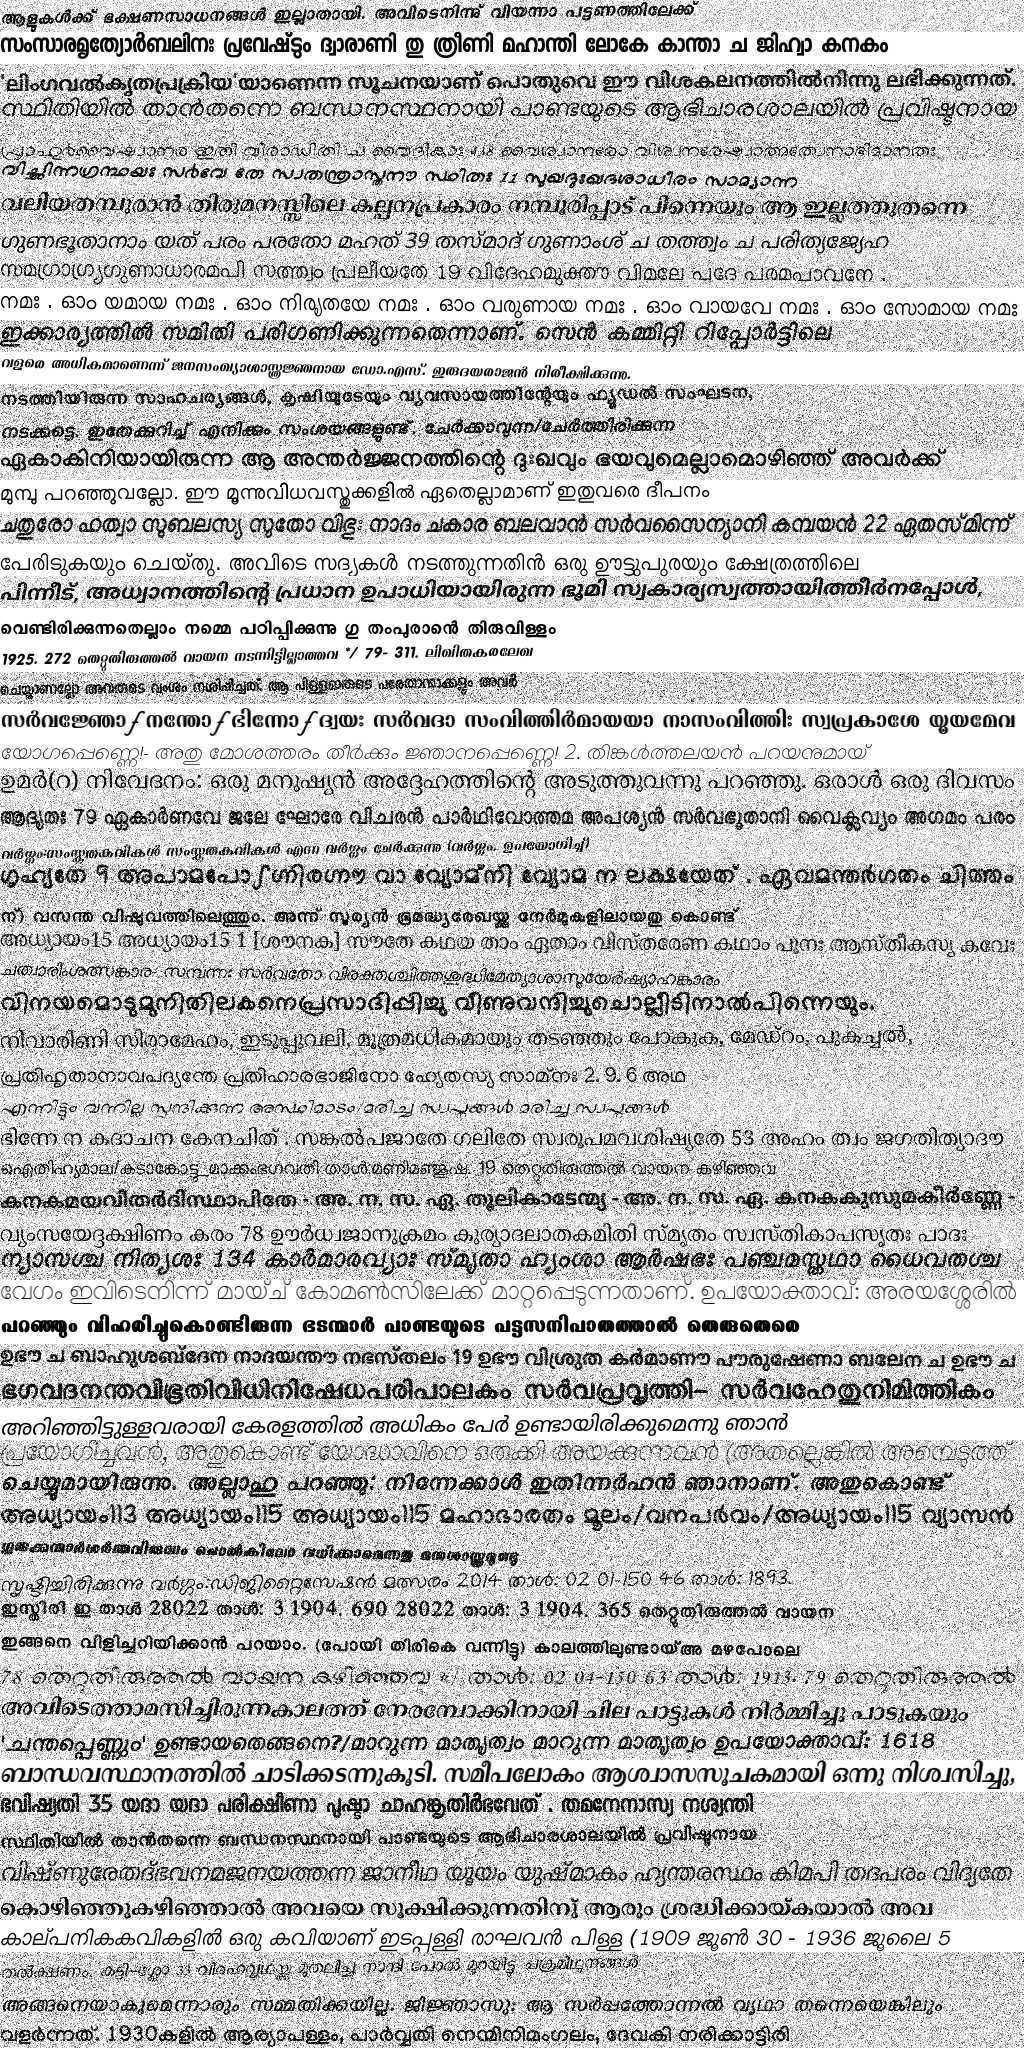 ആളുകൾക്ക് ഭക്ഷണസാധനങ്ങൾ ഇല്ലാതായി. അവിടെനിന്നു് വിയന്നാ പട്ടണത്തിലേക്ക്
സംസാരമൃത്യോർബലിനഃ പ്രവേഷ്ടും ദ്വാരാണി തു ത്രീണി മഹാന്തി ലോകേ കാന്താ ച ജിഹ്വാ കനകം
'ലിംഗവൽകൃതപ്രക്രിയ'യാണെന്ന സൂചനയാണ് പൊതുവെ ഈ വിശകലനത്തിൽനിന്നു ലഭിക്കുന്നത്.
സ്ഥിതിയിൽ താൻതന്നെ ബന്ധനസ്ഥനായി പാണ്ടയുടെ ആഭിചാരശാലയിൽ പ്രവിഷ്ടനായ
പ്രാഹുർവൈഷ്വാനര ഇതി വിരാഡിതി ച വൈദികാഃ 438 വൈശ്വാനരോ വിശ്വനരേഷ്വാത്മത്വേനാഭിമാനതഃ
വിച്ഛിന്നഗ്രന്ഥയഃ സർവേ തേ സ്വതന്ത്രാസ്തനൗ സ്ഥിതഃ 11 സുഖദുഃഖദശാധീരം സാമ്യാന്ന
വലിയതമ്പുരാൻ തിരുമനസ്സിലെ കല്പനപ്രകാരം നമ്പൂരിപ്പാട് പിന്നെയും ആ ഇല്ലത്തുതന്നെ
ഗുണഭൂതാനാം യത് പരം പരതോ മഹത് 39 തസ്മാദ് ഗുണാംശ് ച തത്ത്വം ച പരിത്യജ്യേഹ
സമഗ്രാഗ്ര്യഗുണാധാരമപി സത്ത്വം പ്രലീയതേ 19 വിദേഹമുക്തൗ വിമലേ പദേ പരമപാവനേ .
നമഃ . ഓം യമായ നമഃ . ഓം നിര്യതയേ നമഃ . ഓം വരുണായ നമഃ . ഓം വായവേ നമഃ . ഓം സോമായ നമഃ
ഇക്കാര്യത്തിൽ സമിതി പരിഗണിക്കുന്നതെന്നാണ്. സെൻ കമ്മിറ്റി റിപ്പോർട്ടിലെ
വളരെ അധികമാണെന്ന് ജനസംഖ്യാശാസ്ത്രജ്ഞനായ ഡോ.എസ്. ഇരുദയരാജൻ നിരീക്ഷിക്കുന്നു.
നടത്തിയിരുന്ന സാഹചര്യങ്ങൾ, കൃഷിയുടേയും വ്യവസായത്തിന്റേയും ഫ്യൂഡൽ സംഘടന,
നടക്കട്ടെ. ഇതേക്കുറിച്ച് എനിക്കും സംശയങ്ങളുണ്ട്. ചേർക്കാവുന്ന/ചേർത്തിരിക്കുന്ന
ഏകാകിനിയായിരുന്ന ആ അന്തർജ്ജനത്തിന്റെ ദുഃഖവും ഭയവുമെല്ലാമൊഴിഞ്ഞ് അവർക്ക്
മുമ്പു പറഞ്ഞുവല്ലോ. ഈ മൂന്നുവിധവസ്തുക്കളിൽ ഏതെല്ലാമാണ് ഇതുവരെ ദീപനം
ചതുരോ ഹത്വാ സുബലസ്യ സുതോ വിഭുഃ നാദം ചകാര ബലവാൻ സർവസൈന്യാനി കമ്പയൻ 22 ഏതസ്മിന്ന്
പേരിടുകയും ചെയ്തു. അവിടെ സദ്യകൾ നടത്തുന്നതിൻ ഒരു ഊട്ടുപുരയും ക്ഷേത്രത്തിലെ
പിന്നീട്, അധ്വാനത്തിന്റെ പ്രധാന ഉപാധിയായിരുന്ന ഭൂമി സ്വകാര്യസ്വത്തായിത്തീർന്നപ്പോൾ,
വെണ്ടിരിക്കുന്നതെല്ലാം നമ്മെ പഠിപ്പിക്കുന്നു ഗു തംപുരാൻെ തിരുവിള്ളം
1925. 272 തെറ്റുതിരുത്തൽ വായന നടന്നിട്ടില്ലാത്തവ */ 79- 311. ലിഖിതകരലേഖ
ചെയ്യാണല്ലോ അവരുടെ വംശം നശിപ്പിച്ചത്. ആ പിള്ളമാരുടെ പരേതാന്മാക്കളും അവർ
സർവജ്ഞോഽനന്തോഽഭിന്നോഽദ്വയഃ സർവദാ സംവിത്തിർമായയാ നാസംവിത്തിഃ സ്വപ്രകാശേ യൂയമേവ
യോഗപ്പെണ്ണെ!- അതു മോശത്തരം തീർക്കും ജ്ഞാനപ്പെണ്ണെ! 2. തിങ്കൾത്തലയൻ പറയനുമായ്
ഉമർ(റ) നിവേദനം: ഒരു മനുഷ്യൻ അദ്ദേഹത്തിന്റെ അടുത്തുവന്നു പറഞ്ഞു. ഒരാൾ ഒരു ദിവസം
ആദൃതഃ 79 ഏകാർണവേ ജലേ ഘോരേ വിചരൻ പാർഥിവോത്തമ അപശ്യൻ സർവഭൂതാനി വൈക്ലവ്യം അഗമം പരം
വർഗ്ഗം:സംസ്കൃതകവികൾ സംസ്കൃതകവികൾ എന്ന വർഗ്ഗം ചേർക്കുന്നു (വർഗ്ഗം. ഉപയോഗിച്ച്)
ഗൃഹ്യതേ 9 അപാമപോഽഗ്നിരഗ്നൗ വാ വ്യോമ്നി വ്യോമ ന ലക്ഷയേത് . ഏവമന്തർഗതം ചിത്തം
ന്) വസന്ത വിഷുവത്തിലെത്തും. അന്ന് സൂര്യൻ ഭൂമദ്ധ്യരേഖയ്ക്കു നേർമുകളിലായതു കൊണ്ട്
അധ്യായം15 അധ്യായം15 1 [ശൗനക] സൗതേ കഥയ താം ഏതാം വിസ്തരേണ കഥാം പുനഃ ആസ്തീകസ്യ കവേഃ
ചത്വാരിംശത്സങ്കാര- സമ്പന്നഃ സർവതോ വിരക്തശ്ചിത്തശുദ്ധിമേത്യാശാസൂയേർഷ്യാഹങ്കാരം
വിനയമൊടുമുനിതിലകനെപ്രസാദിപ്പിച്ചു വീണുവന്ദിച്ചുചൊല്ലീടിനാൽപിന്നെയും.
നിവാരിണി സിരാമേഹം, ഇടുപ്പുവലി, മൂത്രമധികമായും തടഞ്ഞും പോകുക, മേഡ്റം, പുകച്ചൽ,
പ്രതിഹൃതാനാവപദ്യന്തേ പ്രതിഹാരഭാജിനോ ഹ്യേതസ്യ സാമ്നഃ 2. 9. 6 അഥ
എന്നിട്ടും വന്നില്ല സ്പന്ദിക്കുന്ന അസ്ഥിമാടം/മരിച്ച സ്വപ്നങ്ങൾ മരിച്ച സ്വപ്നങ്ങൾ
ഭിന്നേ ന കദാചന കേനചിത് . സങ്കൽപജാതേ ഗലിതേ സ്വരൂപമവശിഷ്യതേ 53 അഹം ത്വം ജഗതിത്യാദൗ
ഐതിഹ്യമാല/കടാങ്കോട്ടു_മാക്കംഭഗവതി താൾ:മണിമഞ്ജുഷ. 19 തെറ്റുതിരുത്തൽ വായന കഴിഞ്ഞവ
കനകമയവിതർദിസ്ഥാപിതേ - അ. ന. സ. ഏ. തൂലികാടേന്മ്യ - അ. ന. സ. ഏ. കനകകുസുമകീർണ്ണേ -
വ്യംസയേദ്ദക്ഷിണം കരം 78 ഊർധ്വജാനുക്രമം കുര്യാദലാതകമിതി സ്മൃതം സ്വസ്തികാപസൃതഃ പാദഃ
ന്യാസശ്ച നിത്യശഃ 134 കാർമാരവ്യാഃ സ്മൃതാ ഹ്യംശാ ആർഷഭഃ പഞ്ചമസ്തഥാ ധൈവതശ്ച
വേഗം ഇവിടെനിന്ന് മായ്ച് കോമൺസിലേക്ക് മാറ്റപ്പെടുന്നതാണ്. ഉപയോക്താവ്: അരയശ്ശേരിൽ
പറഞ്ഞും വിഹരിച്ചുകൊണ്ടിരുന്ന ഭടന്മാർ പാണ്ടയുടെ പട്ടസനിപാതത്താൽ തെരുതെരെ
ഉഭൗ ച ബാഹുശബ്ദേന നാദയന്തൗ നഭസ്തലം 19 ഉഭൗ വിശ്രുത കർമാണൗ പൗരുഷേണാ ബലേന ച ഉഭൗ ച
ഭഗവദനന്തവിഭൂതിവിധിനിഷേധപരിപാലകം സർവപ്രവൃത്തി– സർവഹേതുനിമിത്തികം
അറിഞ്ഞിട്ടുള്ളവരായി കേരളത്തിൽ അധികം പേർ ഉണ്ടായിരിക്കുമെന്നു ഞാൻ
പ്രയോഗിച്ചവൻ, അതുകൊണ്ട് യോദ്ധാവിനെ ഒരുക്കി അയക്കുന്നവൻ (അതല്ലെങ്കിൽ അമ്പെടുത്ത്
ചെയ്യുമായിരുന്നു. അല്ലാഹു പറഞ്ഞു: നിന്നേക്കാൾ ഇതിന്നർഹൻ ഞാനാണ്. അതുകൊണ്ട്
അധ്യായം113 അധ്യായം115 അധ്യായം115 മഹാഭാരതം മൂലം/വനപർവം/അധ്യായം115 വ്യാസൻ
സൃഷ്ടിച്ചിരിക്കുന്നു വർഗ്ഗം:ഡിജിറ്റൈസേഷൻ മത്സരം 2014 താൾ: 02 01-150 46 താൾ: 1893.
ഇസ്തിരി ഇ താൾ 28022 താൾ: 3 1904. 690 28022 താൾ: 3 1904. 365 തെറ്റുതിരുത്തൽ വായന
ഇങ്ങനെ വിളിച്ചറിയിക്കാൻ പറയാം. (പോയി തിരികെ വന്നിട്ടു) കാലത്തിലുണ്ടായ്അ മഴപോലെ
78 തെറ്റുതിരുത്തൽ വായന കഴിഞ്ഞവ */ താൾ: 02 04-150 63 താൾ: 1913- 79 തെറ്റുതിരുത്തൽ
അവിടെത്താമസിച്ചിരുന്നകാലത്ത് നേരമ്പോക്കിനായി ചില പാട്ടുകൾ നിർമ്മിച്ചു പാടുകയും
'ചന്തപ്പെണ്ണും' ഉണ്ടായതെങ്ങനെ?/മാറുന്ന മാതൃത്വം മാറുന്ന മാതൃത്വം ഉപയോക്താവ്: 1618
ബാന്ധവസ്ഥാനത്തിൽ ചാടിക്കടന്നുകൂടി. സമീപലോകം ആശ്വാസസൂചകമായി ഒന്നു നിശ്വസിച്ചു,
ഭവിഷ്യതി 35 യദാ യദാ പരിക്ഷീണാ പുഷ്ടാ ചാഹങ്കൃതിർഭവേത് . തമനേനാസ്യ നശ്യന്തി
സ്ഥിതിയിൽ താൻതന്നെ ബന്ധനസ്ഥനായി പാണ്ടയുടെ ആഭിചാരശാലയിൽ പ്രവിഷ്ടനായ
വിഷ്ണുരേതദ്ഭവനമജനയത്തന്ന ജാനീഥ യൂയം യുഷ്മാകം ഹ്യന്തരസ്ഥം കിമപി തദപരം വിദ്യതേ
കൊഴിഞ്ഞുകഴിഞ്ഞാൽ അവയെ സൂക്ഷിക്കുന്നതിനു് ആരും ശ്രദ്ധിക്കായ്കയാൽ അവ
കാല്പനികകവികളിൽ ഒരു കവിയാണ് ഇടപ്പള്ളി രാഘവൻ പിള്ള (1909 ജൂൺ 30 - 1936 ജൂലൈ 5
തൽക്ഷണം. കട്ടി–ശ്ലോ 33 വിരഹവ്യഥയ്ക്കു മുതലിച്ച നാന്ദി പോൽ മുറയിട്ടു
അങ്ങനെയാകുമെന്നാരും സമ്മതിക്കയില്ല. ജിജ്ഞാസു: ആ സർപ്പത്തോന്നൽ വൃഥാ തന്നെയെങ്കിലും
വളർന്നത്. 1930കളിൽ ആര്യാപള്ളം, പാർവ്വതി നെന്മിനിമംഗലം, ദേവകി നരിക്കാട്ടിരി